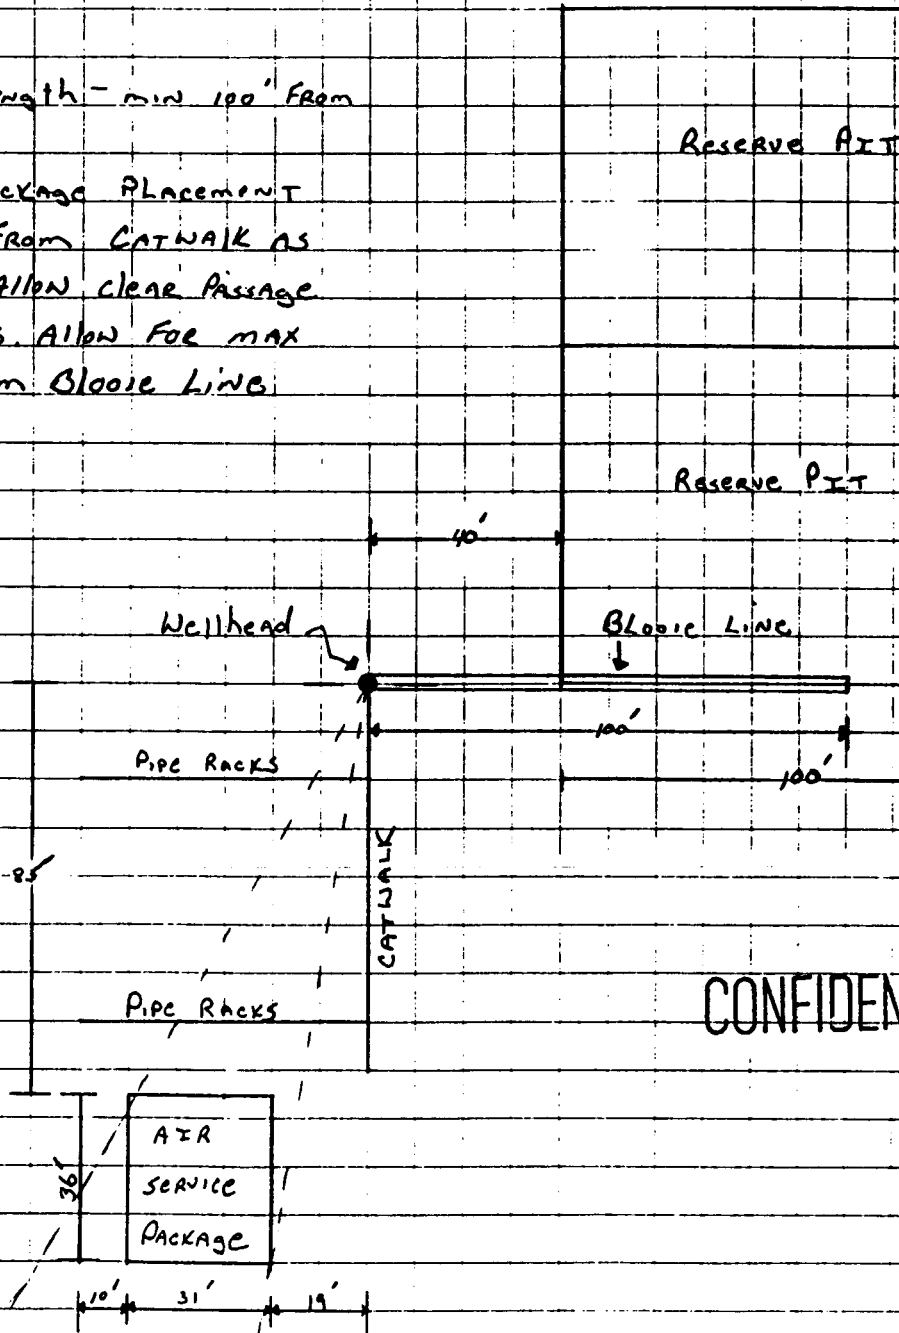 ngth - min 100' From
Reserve Pit
ckage Placement
From Catwalk as
Allow clear Passage
s. Allow For max
m Blooie Line
Reserve Pit
40'
Wellhead
Blooie Line
100'
Pipe Racks
100'
85'
CATWALK
CONFIDEN
Pipe Racks
AIR
Service
Package
36'
10'
31'
19'